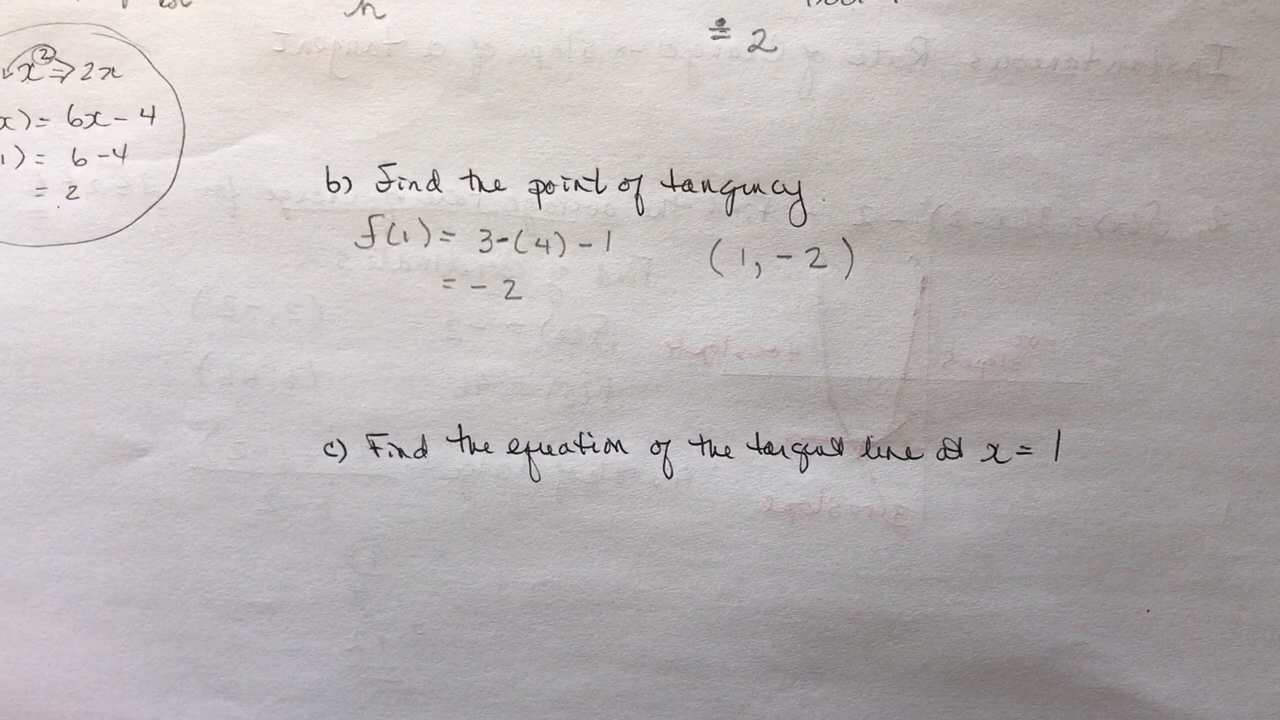 h
≑ 2
x² ⇒ 2x
x) = 6x - 4
1) = 6 - 4
= 2
b) Find the point of tangency.
f(1) = 3-(4) - 1 (1, -2)
= - 2
c) Find the equation of the tangent line at x = 1